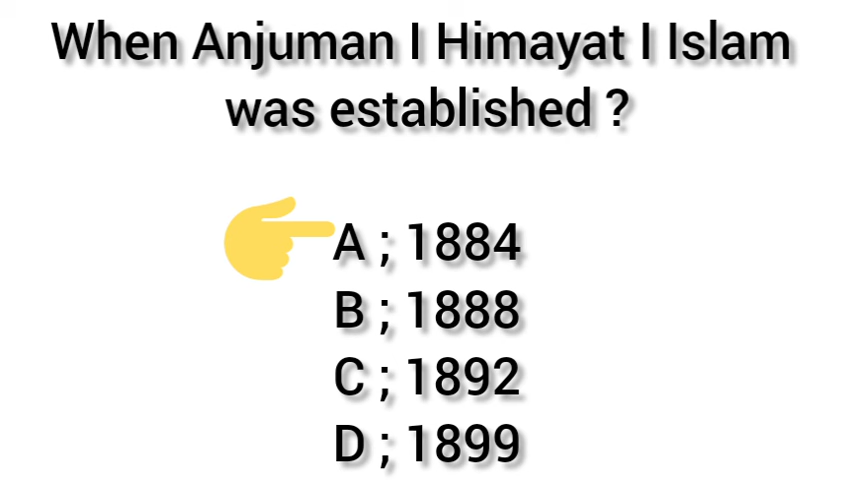 When Anjuman I Himayat I Islam
was established ?
A ; 1884
B ; 1888
C ; 1892
D ; 1899